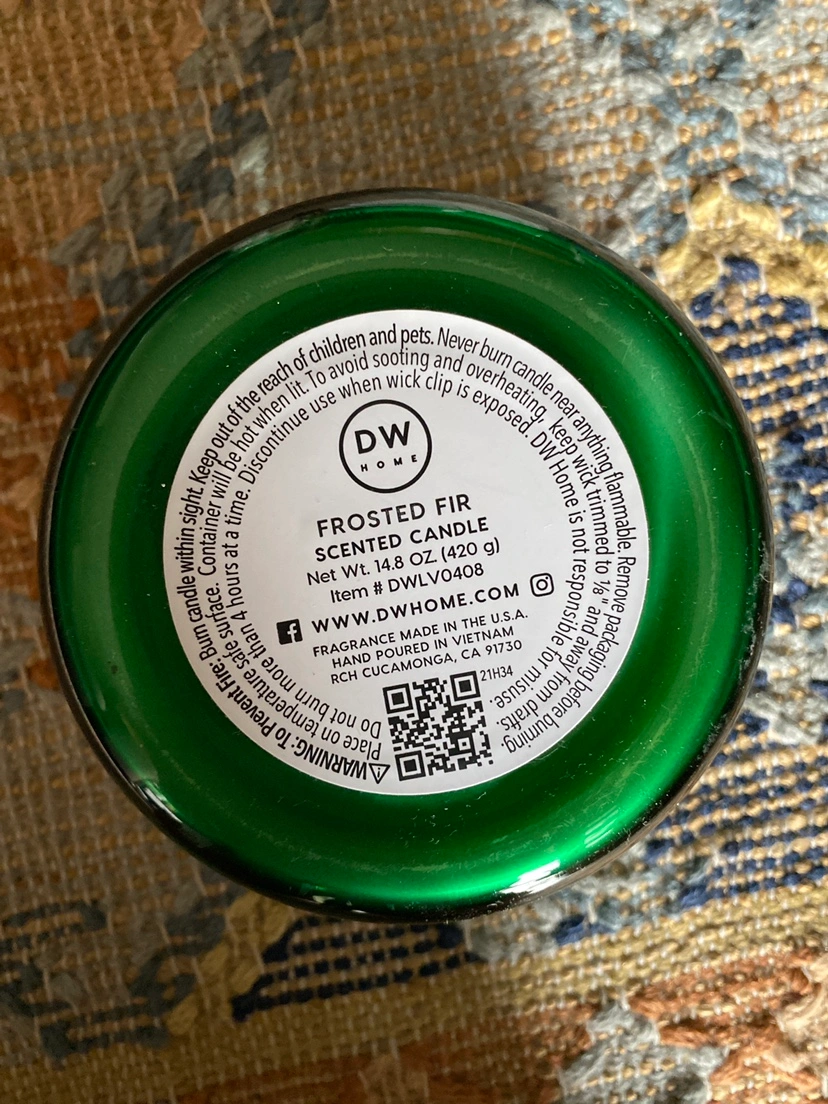 ⚠WARNING: To Prevent Fire: Burn candle within sight. Keep out of the reach of children and pets. Never burn candle near anything flammable. Remove packaging before burning.
Place on temperature safe surface. Container will be hot when lit. To avoid sooting and overheating, keep wick trimmed to 1/8" and away from drafts.
Do not burn more than 4 hours at a time. Discontinue use when wick clip is exposed. DW Home is not responsible for misuse.
DW
HOME
FROSTED FIR
SCENTED CANDLE
Net Wt. 14.8 OZ (420 g)
Item # DWLV0408
WWW.DWHOME.COM
FRAGRANCE MADE IN THE U.S.A.
HAND POURED IN VIETNAM
RCH CUCAMONGA, CA 91730
21H34